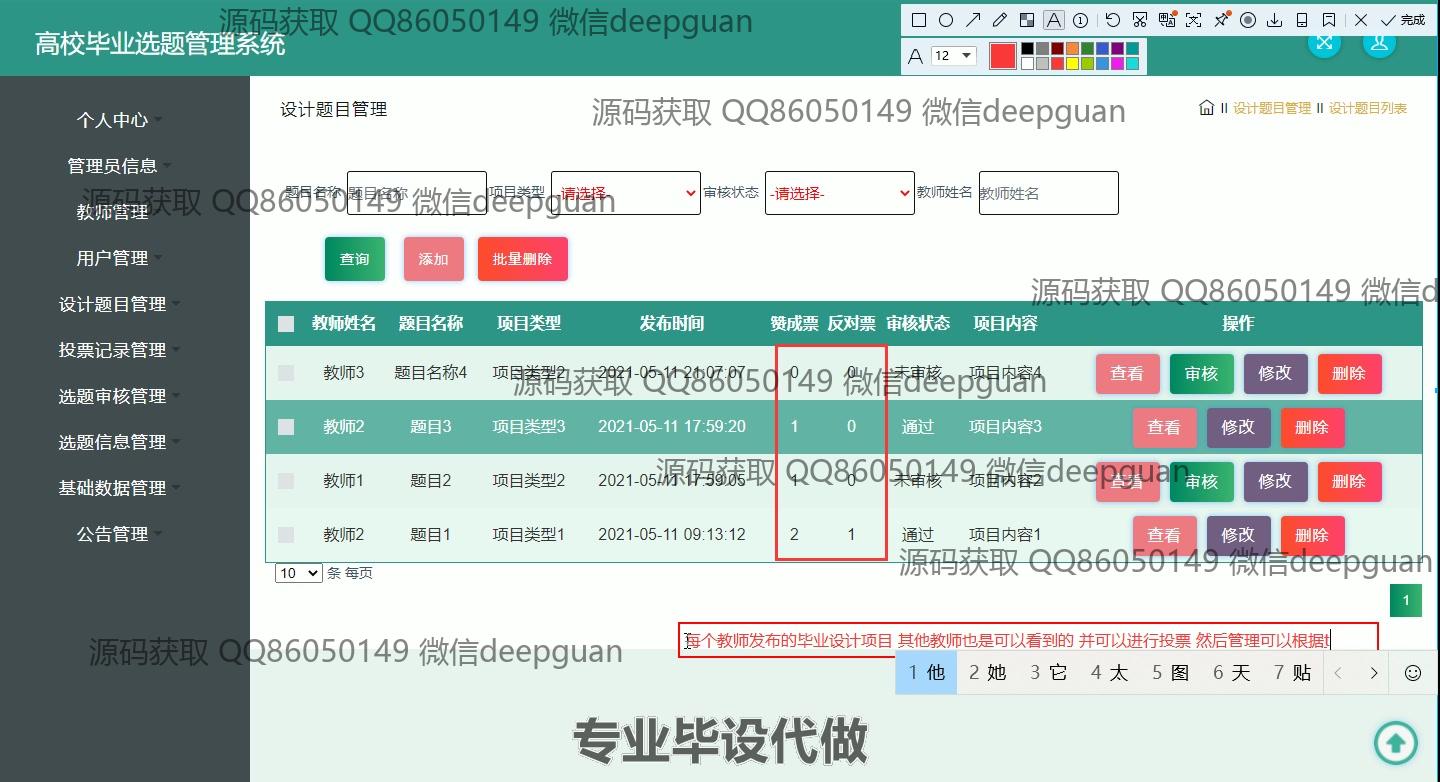 源码获取 QQ86050149 微信deepguan
高校毕业选题管理系统
12
完成
个人中心
管理员信息
教师管理
用户管理
设计题目管理
投票记录管理
选题审核管理
选题信息管理
基础数据管理
公告管理
设计题目管理
源码获取 QQ86050149 微信deepguan
II 设计题目管理 II 设计题目列表
题目名称 题目名称 项目类型 -请选择- 审核状态 -请选择- 教师姓名 教师姓名
源码获取 QQ86050149 微信deepguan
查询 添加 批量删除
源码获取 QQ86050149 微信d
教师姓名 题目名称 项目类型 发布时间 赞成票 反对票 审核状态 项目内容 操作
教师3 题目名称4 项目类型2 2021-05-11 21:07:07 0 0 未审核 项目内容4 查看 审核 修改 删除
源码获取 QQ86050149 微信deepguan
教师2 题目3 项目类型3 2021-05-11 17:59:20 1 0 通过 项目内容3 查看 修改 删除
源码获取 QQ86050149 微信deepguan
教师1 题目2 项目类型2 2021-05-11 17:59:05 1 0 未审核 项目内容2 查看 审核 修改 删除
教师2 题目1 项目类型1 2021-05-11 09:13:12 2 1 通过 项目内容1 查看 修改 删除
源码获取 QQ86050149 微信deepguan
10 条 每页
1
每个教师发布的毕业设计项目 其他教师也是可以看到的 并可以进行投票 然后管理可以根据t
源码获取 QQ86050149 微信deepguan
1 他 2 她 3 它 4 太 5 图 6 天 7 贴
专业毕设代做